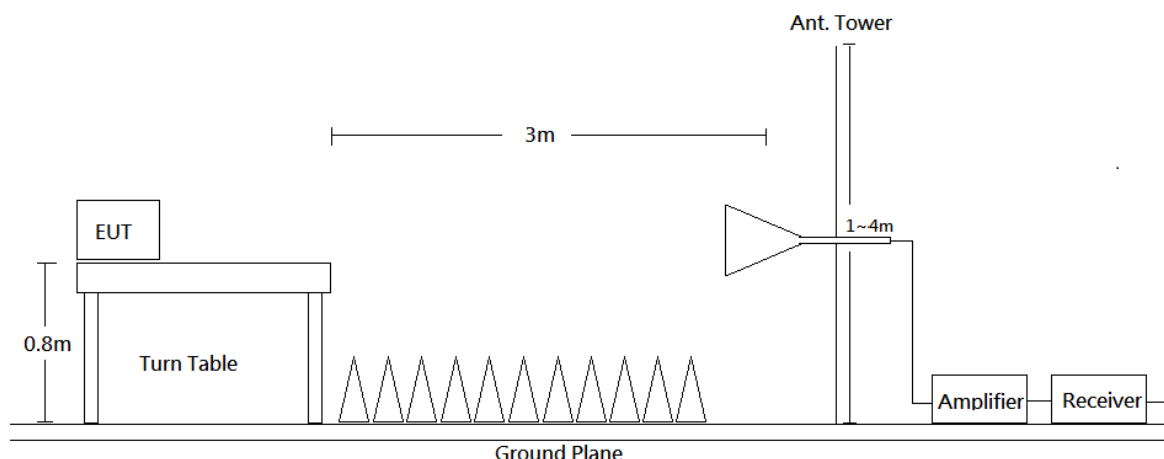 Ant. Tower
3m
EUT
1~4m
0.8m
Turn Table
Amplifier
Receiver
Ground Plane